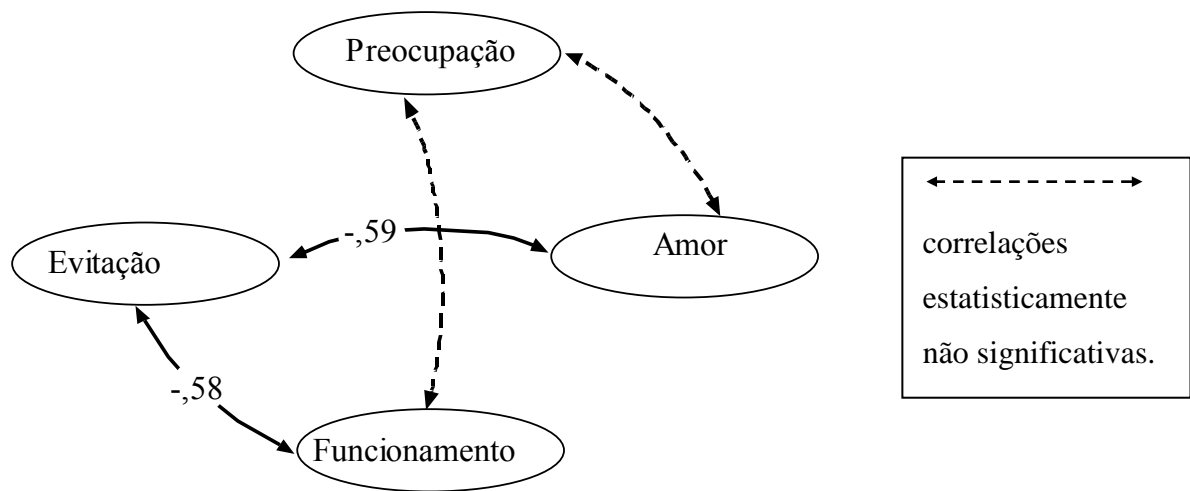 Preocupação
-,59
Amor
Evitação
-,58
Funcionamento
correlações
estatisticamente
não significativas.